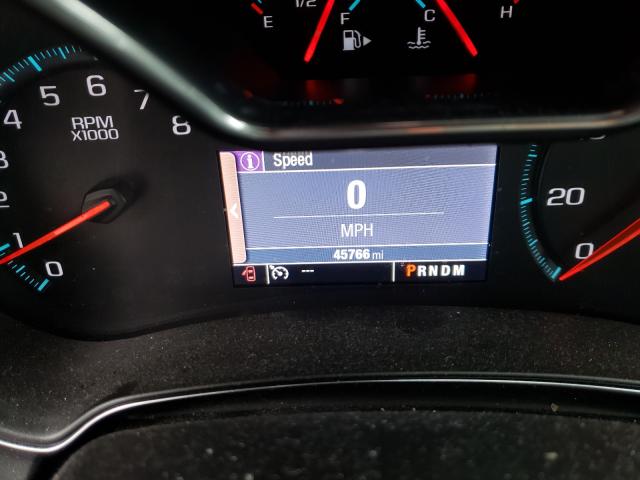 1/2
E F C H
4 5 6 7 8
RPM
X1000
3
2
1
0
i Speed
0
MPH
45766 mi
--- PRNDM
20
0